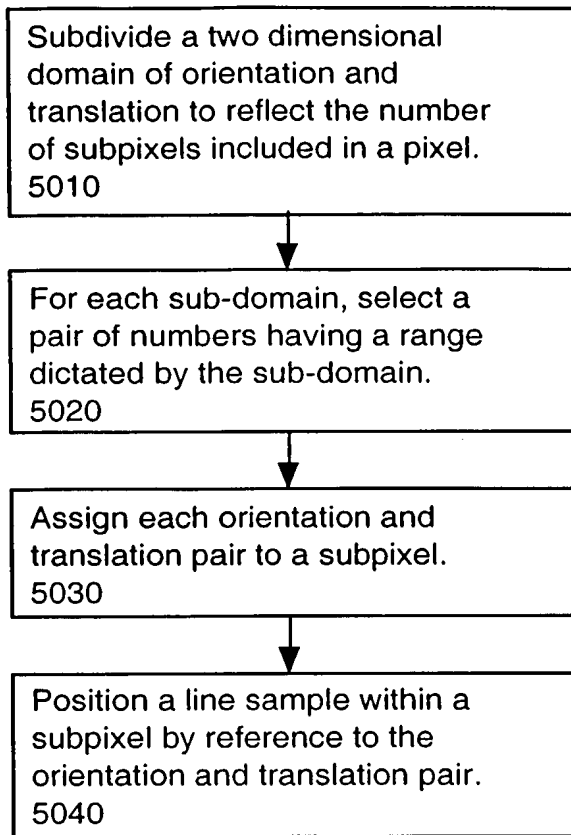 Subdivide a two dimensional
domain of orientation and
translation to reflect the number
of subpixels included in a pixel.
5010
For each sub-domain, select a
pair of numbers having a range
dictated by the sub-domain.
5020
Assign each orientation and
translation pair to a subpixel.
5030
Position a line sample within a
subpixel by reference to the
orientation and translation pair.
5040